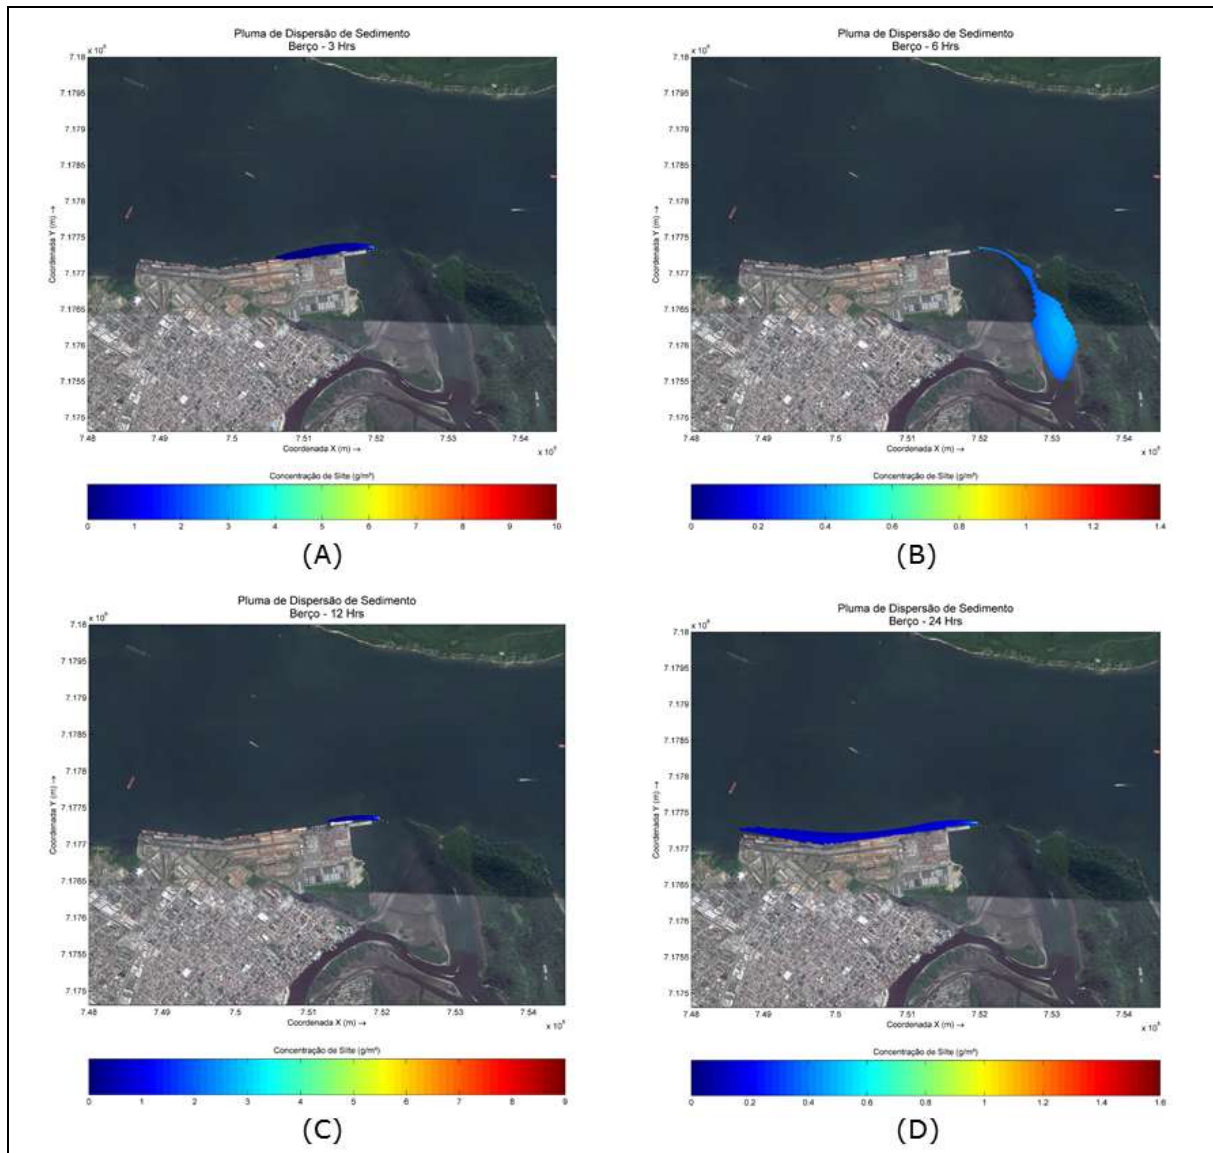 Pluma de Dispersão de Sedimento
Berço - 3 Hrs
x 10⁶
7.18
7.1795
7.179
7.1785
7.178
7.1775
7.177
7.1765
7.176
7.1755
7.175
Coordenada Y (m) →
7.48 7.49 7.5 7.51 7.52 7.53 7.54
Coordenada X (m) →
Concentração de Silte (g/m³)
0 1 2 3 4 5 6 7 8 9 10
(A)
Pluma de Dispersão de Sedimento
Berço - 6 Hrs
x 10⁶
7.18
7.1795
7.179
7.1785
7.178
7.1775
7.177
7.1765
7.176
7.1755
7.175
Coordenada Y (m) →
7.48 7.49 7.5 7.51 7.52 7.53 7.54
Coordenada X (m) →
Concentração de Silte (g/m³)
0 0.2 0.4 0.6 0.8 1 1.2 1.4
(B)
Pluma de Dispersão de Sedimento
Berço - 12 Hrs
x 10⁶
7.18
7.1795
7.179
7.1785
7.178
7.1775
7.177
7.1765
7.176
7.1755
7.175
Coordenada Y (m) →
7.48 7.49 7.5 7.51 7.52 7.53 7.54
Coordenada X (m) →
Concentração de Silte (g/m³)
0 1 2 3 4 5 6 7 8 9
(C)
Pluma de Dispersão de Sedimento
Berço - 24 Hrs
x 10⁶
7.18
7.1795
7.179
7.1785
7.178
7.1775
7.177
7.1765
7.176
7.1755
7.175
Coordenada Y (m) →
7.48 7.49 7.5 7.51 7.52 7.53 7.54
Coordenada X (m) →
Concentração de Silte (g/m³)
0 0.2 0.4 0.6 0.8 1 1.2 1.4 1.6
(D)